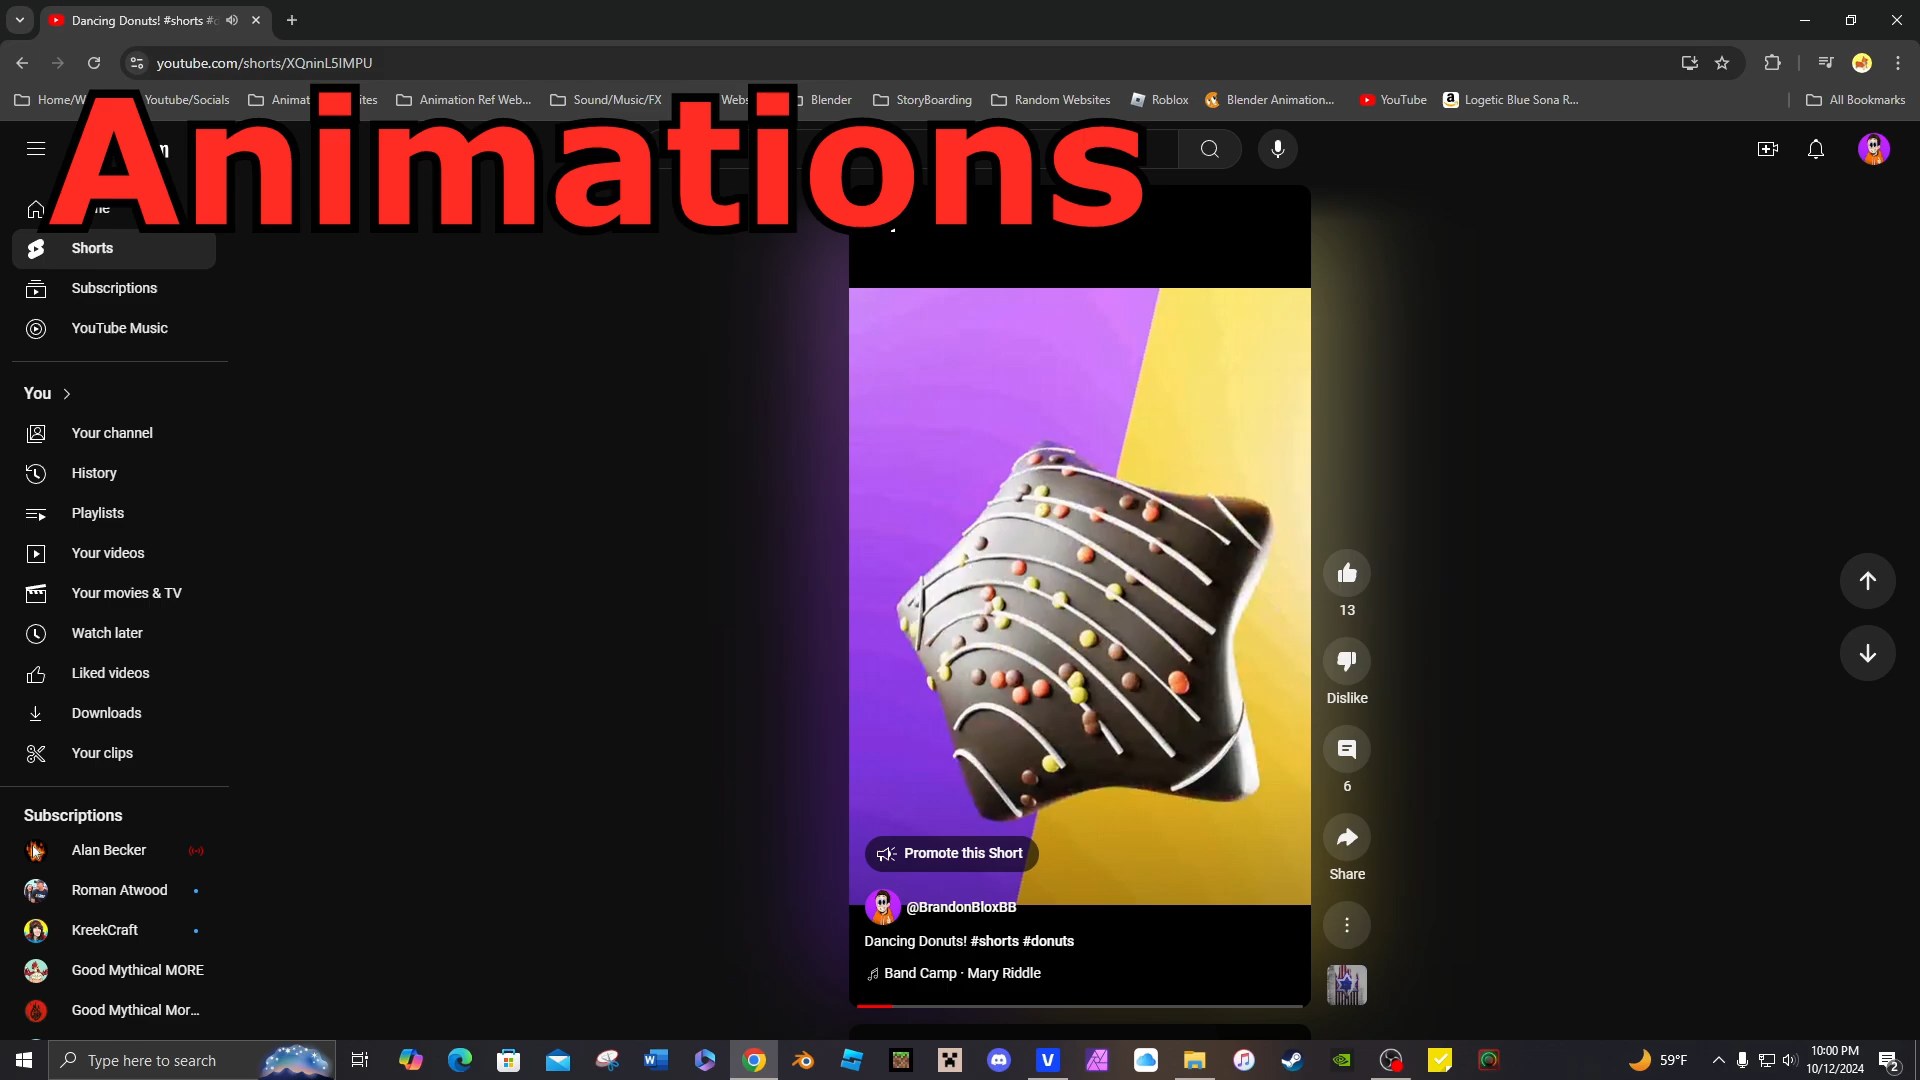 Dancing Donuts! #shorts #d
youtube.com/shorts/XQninL5IMPU
Home/W
Youtube/Socials
Animat
ites
Animation Ref Web...
Sound/Music/FX
Webs
Blender
StoryBoarding
Random Websites
Roblox
Blender Animation...
YouTube
Logetic Blue Sona R...
All Bookmarks
Animations
Shorts
Subscriptions
YouTube Music
You
Your channel
History
Playlists
Your videos
Your movies & TV
Watch later
Liked videos
Downloads
Your clips
Subscriptions
Alan Becker
Roman Atwood
KreekCraft
Good Mythical MORE
Good Mythical Mor...
Promote this Short
@BrandonBloxBB
Dancing Donuts! #shorts #donuts
Band Camp · Mary Riddle
13
Dislike
6
Share
Type here to search
59°F
10:00 PM
10/12/2024
2